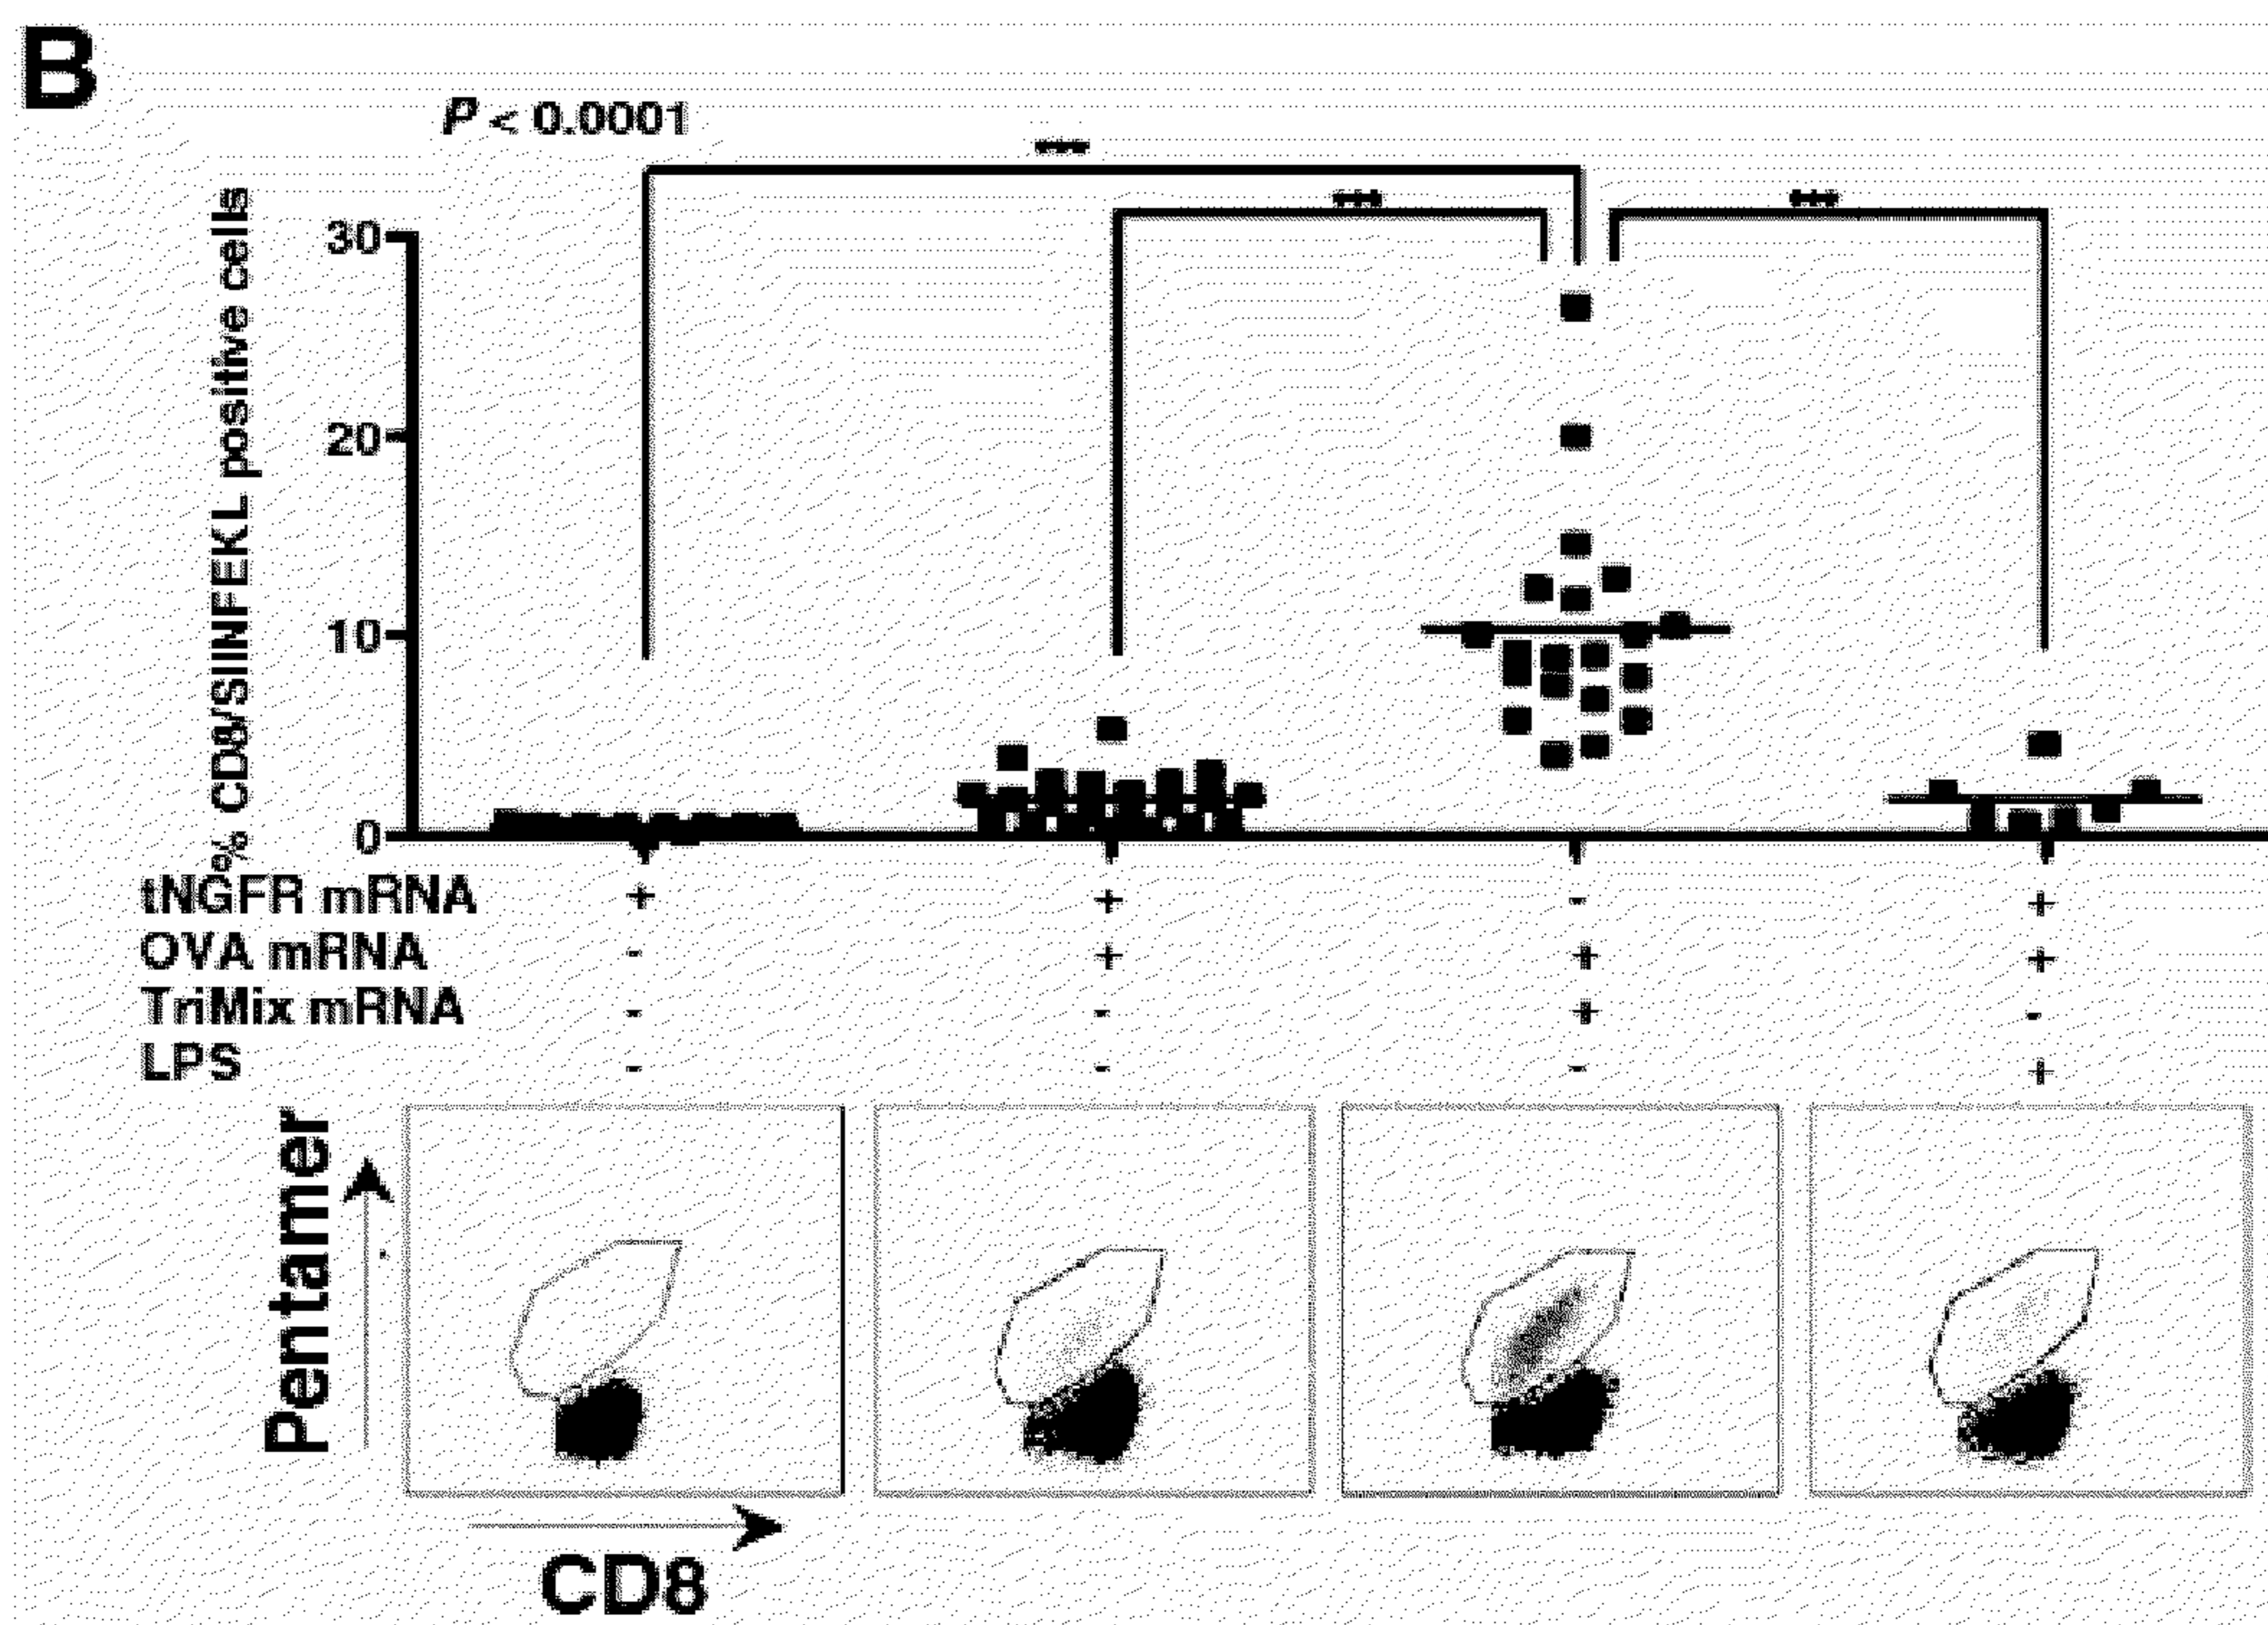 B
P < 0.0001
***
***
***
% CD8/SIINFEKL positive cells
30
20
10
0
tNGFR mRNA + + - +
OVA mRNA - + + +
TriMix mRNA - - + -
LPS - - - +
Pentamer
CD8